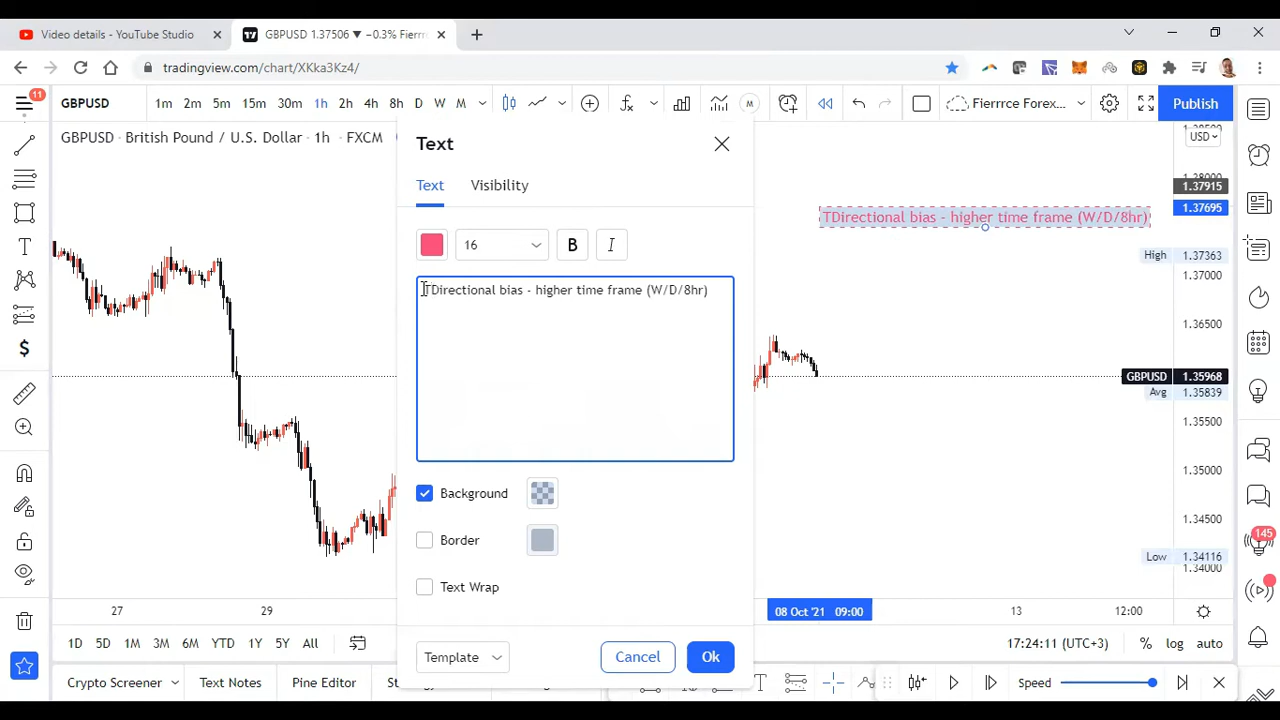 Video details - YouTube Studio
GBPUSD 1.37506 ▼ −0.3% Fierrr
tradingview.com/chart/XKka3Kz4/
11
GBPUSD
1m 2m 5m 15m 30m 1h 2h 4h 8h D W M
M
Fierrrce Forex...
Publish
GBPUSD · British Pound / U.S. Dollar · 1h · FXCM
USD
Text
Text
Visibility
16
B
I
TDirectional bias - higher time frame (W/D/8hr)
Background
Border
Text Wrap
Template
Cancel
Ok
TDirectional bias - higher time frame (W/D/8hr)
1.38500
1.38000
1.37915
1.37695
High 1.37363
1.37000
1.36500
GBPUSD 1.35968
Avg 1.35839
1.35500
1.35000
1.34500
Low 1.34116
1.34000
145
27
29
08 Oct '21 09:00
13
12:00
1D 5D 1M 3M 6M YTD 1Y 5Y All
17:24:11 (UTC+3)
%
log
auto
Crypto Screener
Text Notes
Pine Editor
Speed